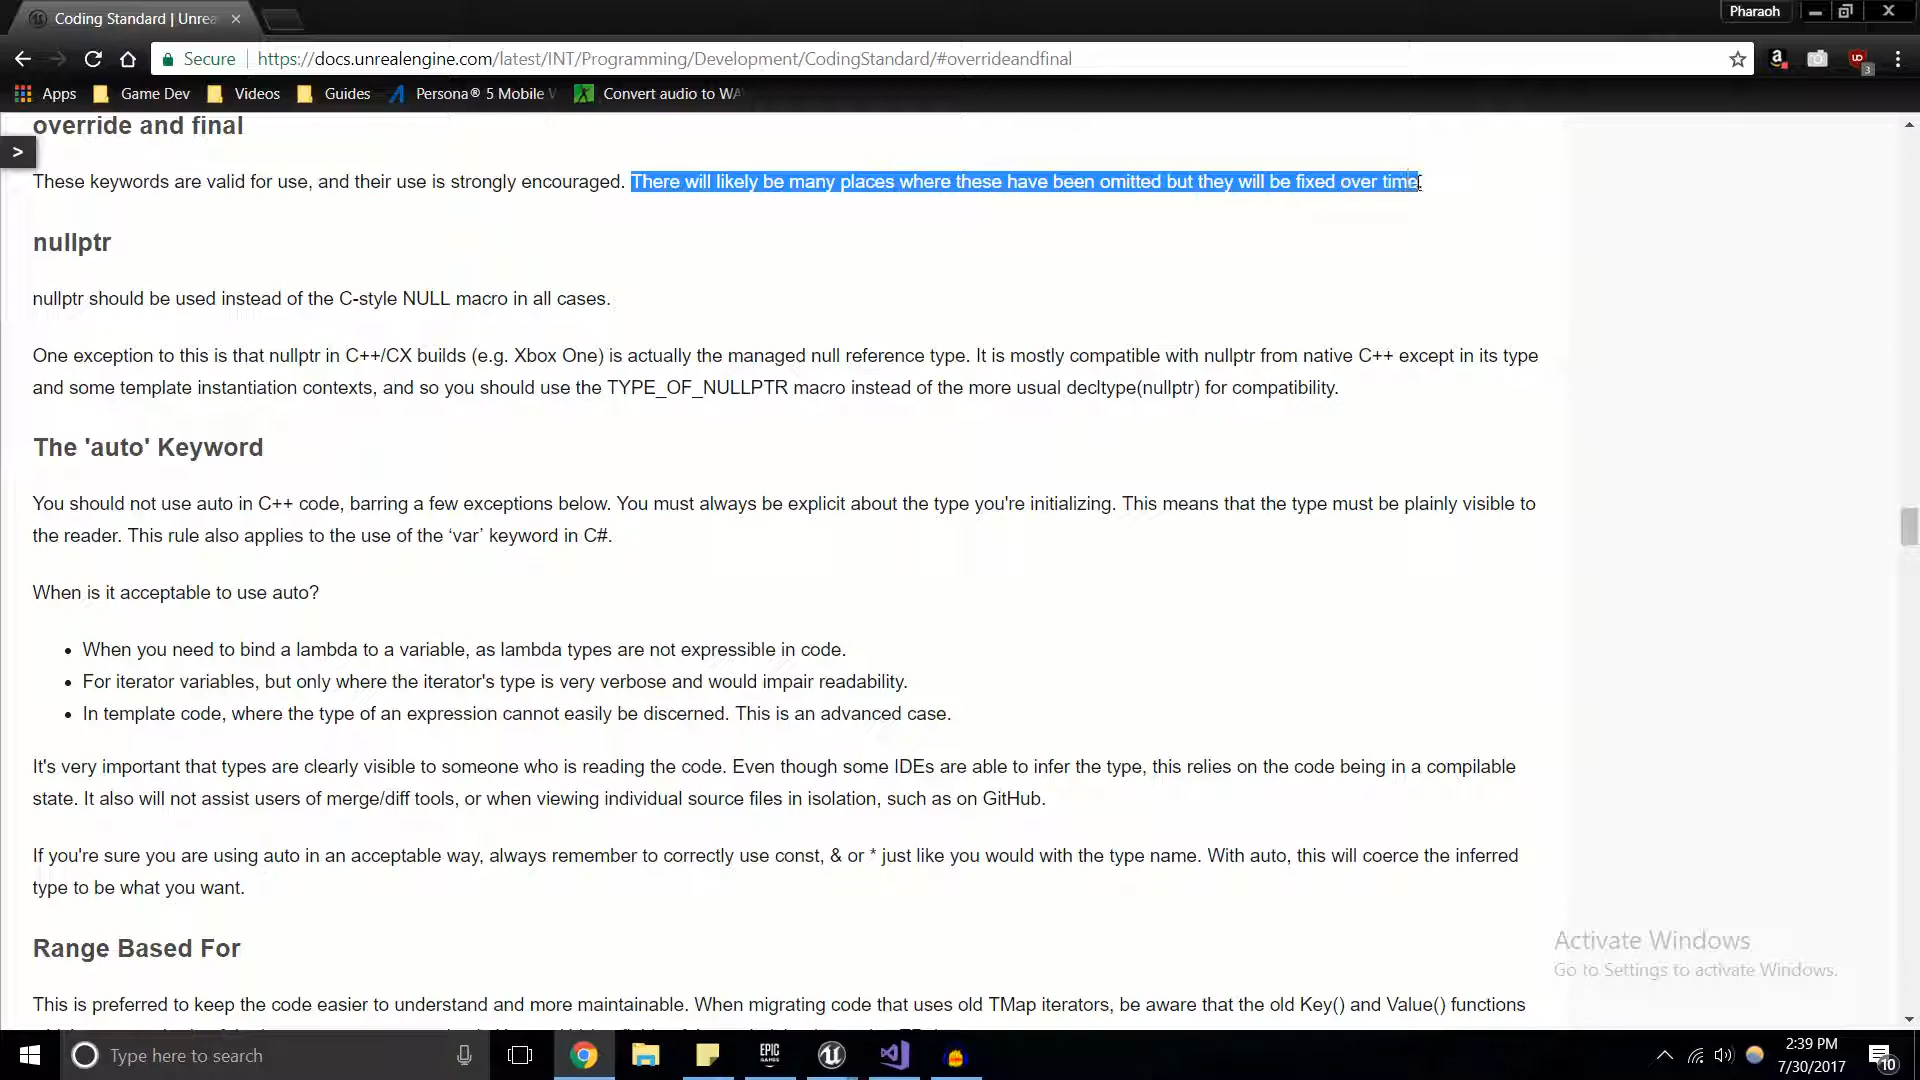 Coding Standard | Unrea
Pharaoh
Secure
https://docs.unrealengine.com/latest/INT/Programming/Development/CodingStandard/#overrideandfinal
3
Apps
Game Dev
Videos
Guides
Persona® 5 Mobile
Convert audio to WA
override and final
>
These keywords are valid for use, and their use is strongly encouraged. There will likely be many places where these have been omitted but they will be fixed over time.
nullptr
nullptr should be used instead of the C-style NULL macro in all cases.
One exception to this is that nullptr in C++/CX builds (e.g. Xbox One) is actually the managed null reference type. It is mostly compatible with nullptr from native C++ except in its type
and some template instantiation contexts, and so you should use the TYPE_OF_NULLPTR macro instead of the more usual decltype(nullptr) for compatibility.
The 'auto' Keyword
You should not use auto in C++ code, barring a few exceptions below. You must always be explicit about the type you're initializing. This means that the type must be plainly visible to
the reader. This rule also applies to the use of the ‘var’ keyword in C#.
When is it acceptable to use auto?
• When you need to bind a lambda to a variable, as lambda types are not expressible in code.
• For iterator variables, but only where the iterator's type is very verbose and would impair readability.
• In template code, where the type of an expression cannot easily be discerned. This is an advanced case.
It's very important that types are clearly visible to someone who is reading the code. Even though some IDEs are able to infer the type, this relies on the code being in a compilable
state. It also will not assist users of merge/diff tools, or when viewing individual source files in isolation, such as on GitHub.
If you're sure you are using auto in an acceptable way, always remember to correctly use const, & or * just like you would with the type name. With auto, this will coerce the inferred
type to be what you want.
Range Based For
Activate Windows
Go to Settings to activate Windows.
This is preferred to keep the code easier to understand and more maintainable. When migrating code that uses old TMap iterators, be aware that the old Key() and Value() functions
Type here to search
EPIC GAMES
2:39 PM
7/30/2017
10